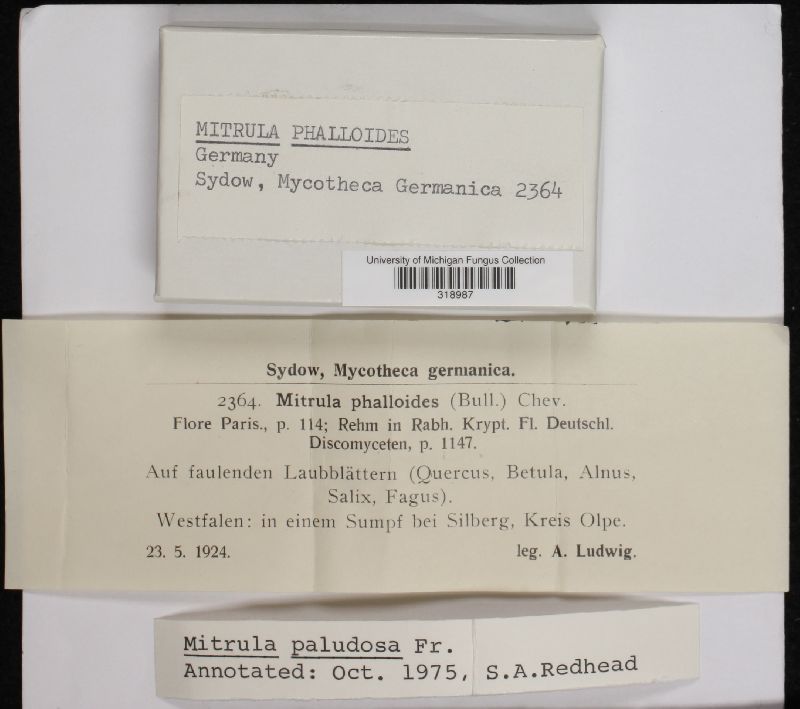 MITRULA PHALLOIDES
Germany
Sydow, Mycotheca Germanica 2364
University of Michigan Fungus Collection
318987
Sydow, Mycotheca germanica.
2364. Mitrula phalloides (Bull.) Chev.
Flore Paris., p. 114; Rehm in Rabh. Krypt. Fl. Deutschl.
Discomyceten, p. 1147.
Auf faulenden Laubblättern (Quercus, Betula, Alnus,
Salix, Fagus).
Westfalen: in einem Sumpf bei Silberg, Kreis Olpe.
23. 5. 1924. leg. A. Ludwig.
Mitrula paludosa Fr.
Annotated: Oct. 1975, S.A.Redhead